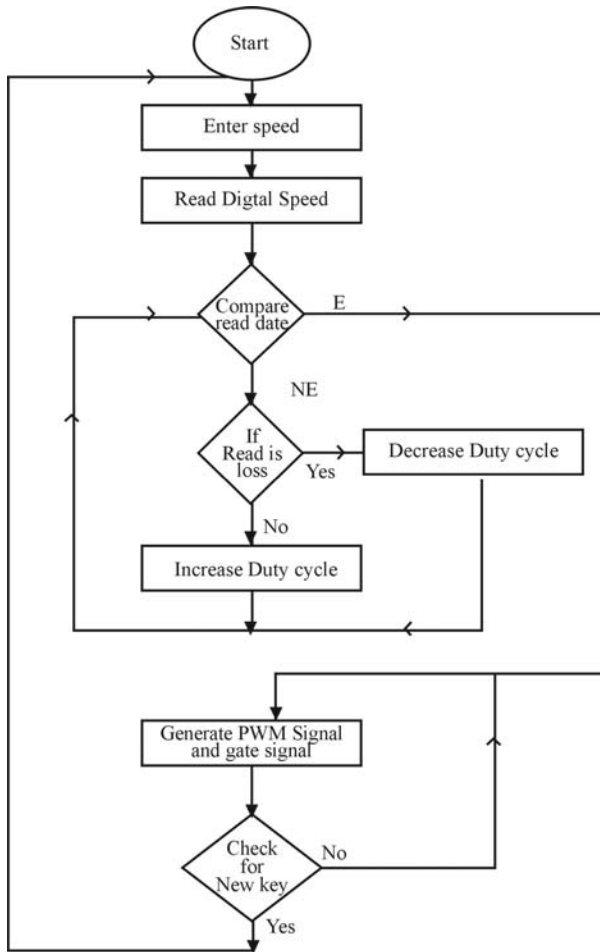 Start
Enter speed
Read Digtal Speed
Compare
read date
E
NE
If
Read is
loss
Yes
Decrease Duty cycle
No
Increase Duty cycle
Generate PWM Signal
and gate signal
Check
for
New key
No
Yes